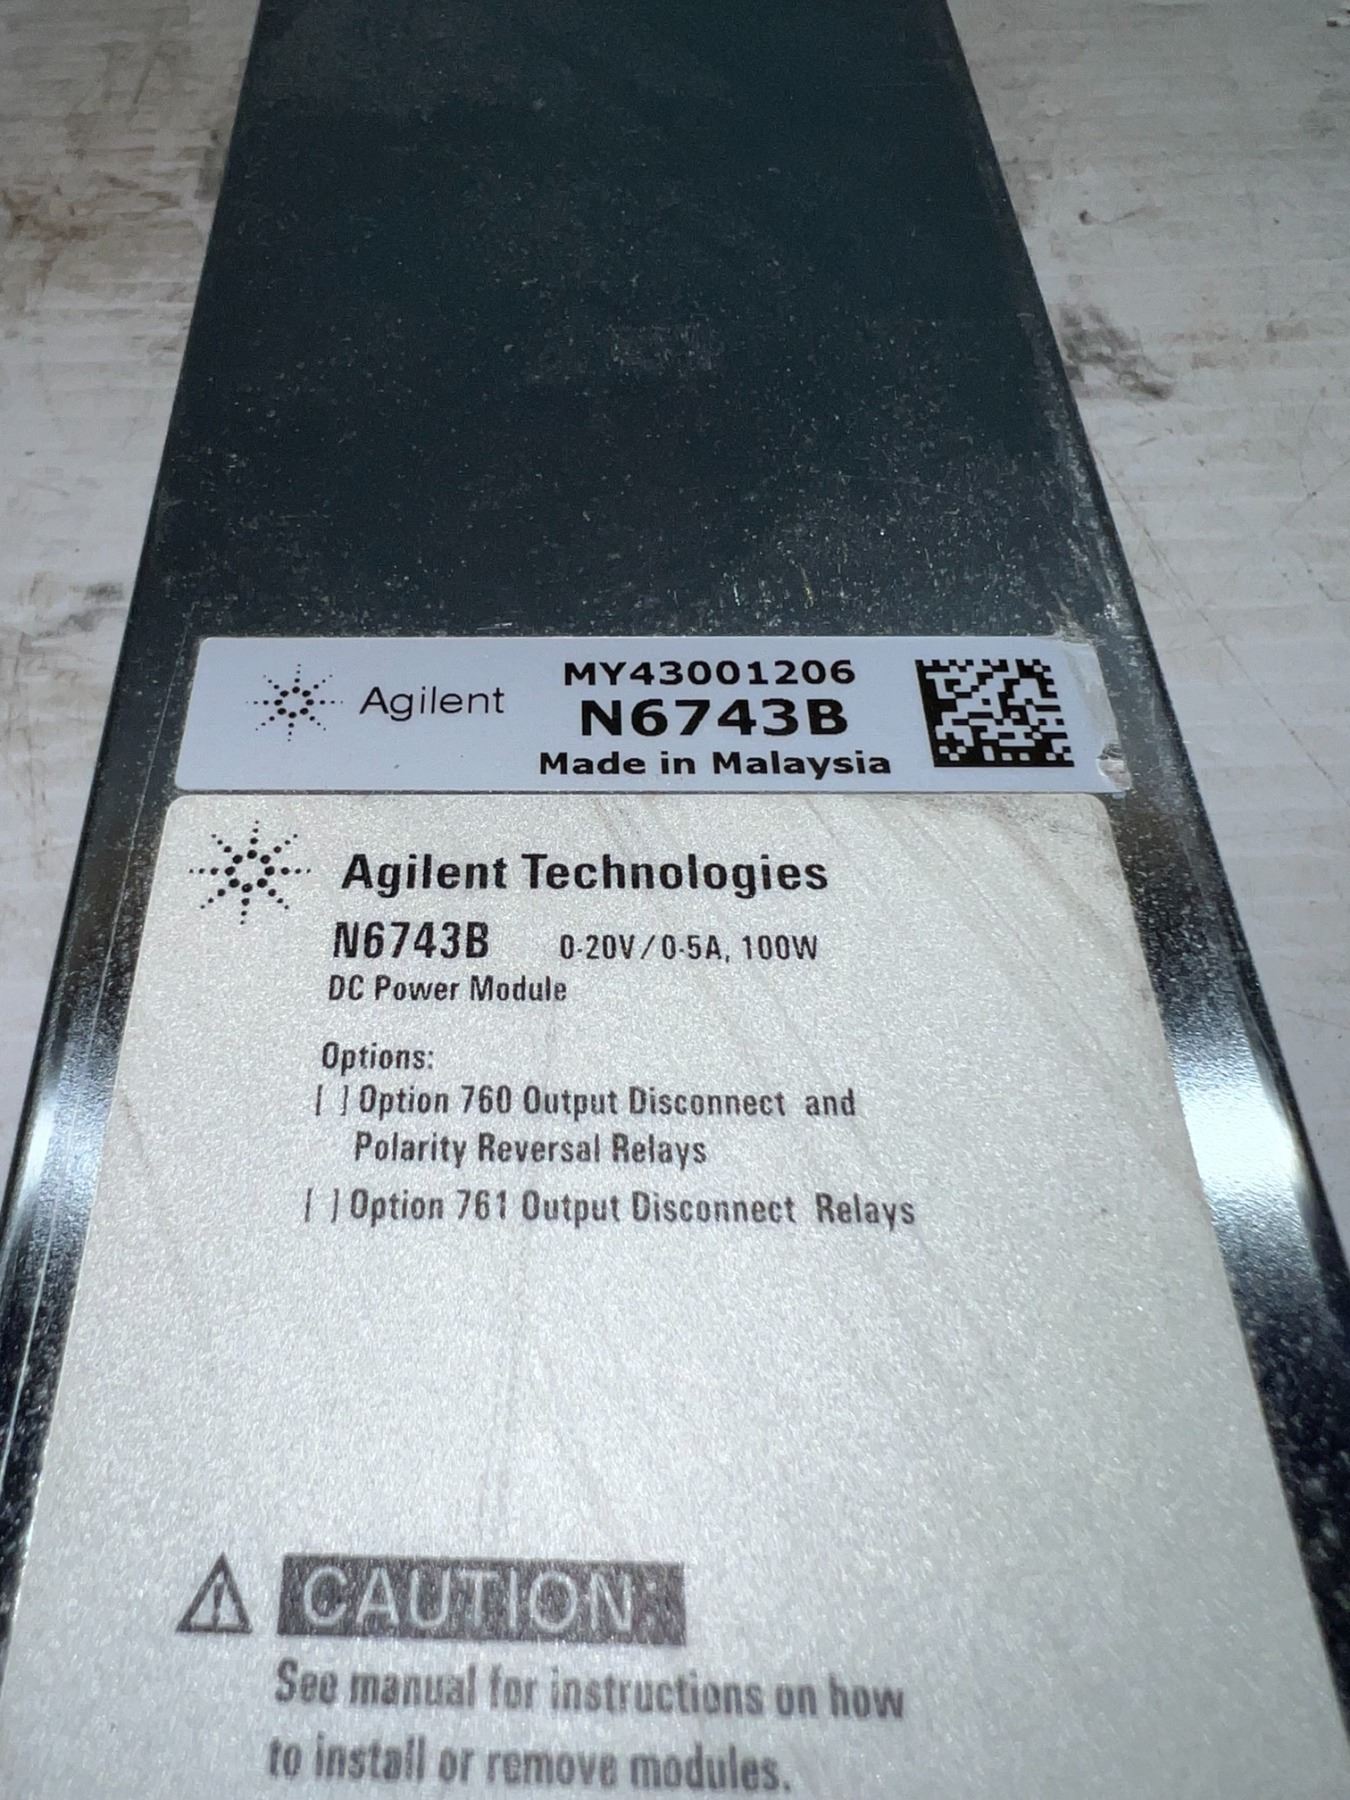 Agilent
MY43001206
N6743B
Made in Malaysia
Agilent Technologies
N6743B 0-20V/0-5A, 100W
DC Power Module
Options:
[ ] Option 760 Output Disconnect and
Polarity Reversal Relays
[ ] Option 761 Output Disconnect Relays
CAUTION
See manual for instructions on how
to install or remove modules.